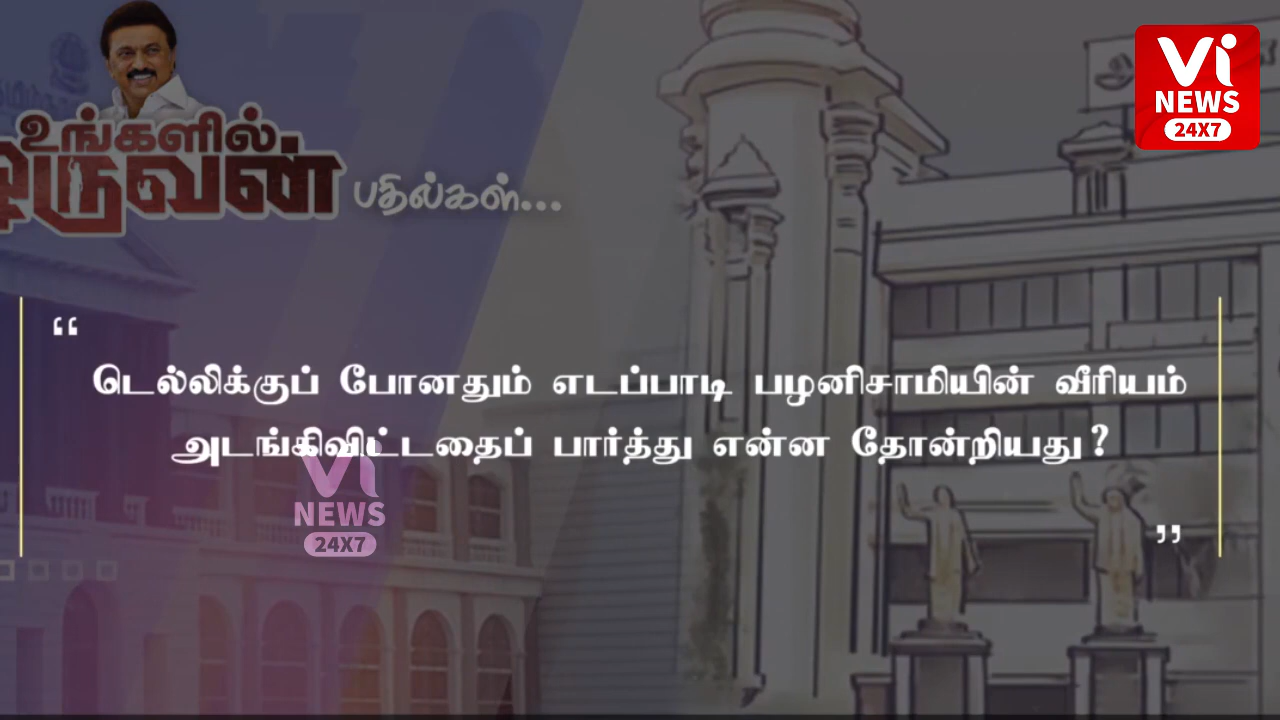 உங்களில்
ஒருவன்
பதில்கள்...
Vi
NEWS
24X7
“
டெல்லிக்குப் போனதும் எடப்பாடி பழனிசாமியின் வீரியம்
அடங்கிவிட்டதைப் பார்த்து என்ன தோன்றியது?
”
Vi
NEWS
24X7